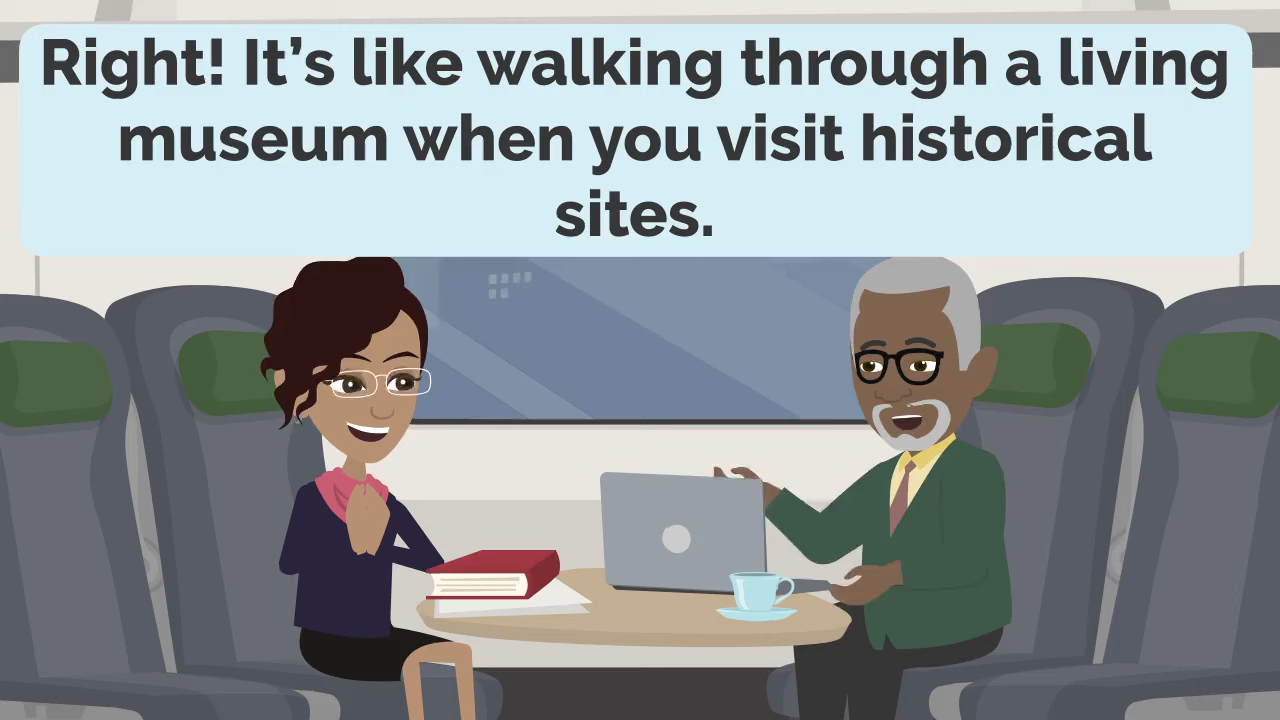 Right! It’s like walking through a living
museum when you visit historical
sites.